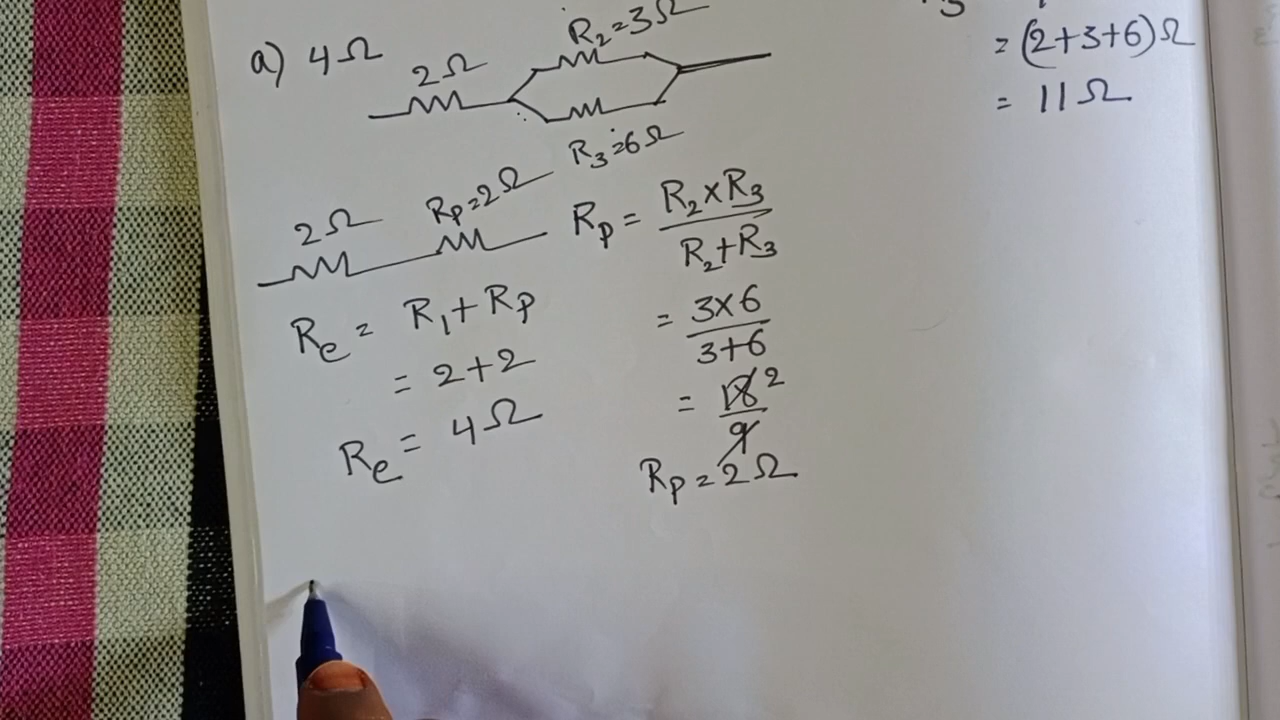 a) 4Ω
2Ω
R₂=3Ω
R₃=6Ω
2Ω
Rp=2Ω
Re = R₁+Rp
= 2+2
Re = 4Ω
Rp = R₂×R₃ / R₂+R₃
= 3×6 / 3+6
= 18 2 / 9
Rp = 2Ω
= (2+3+6)Ω
= 11Ω